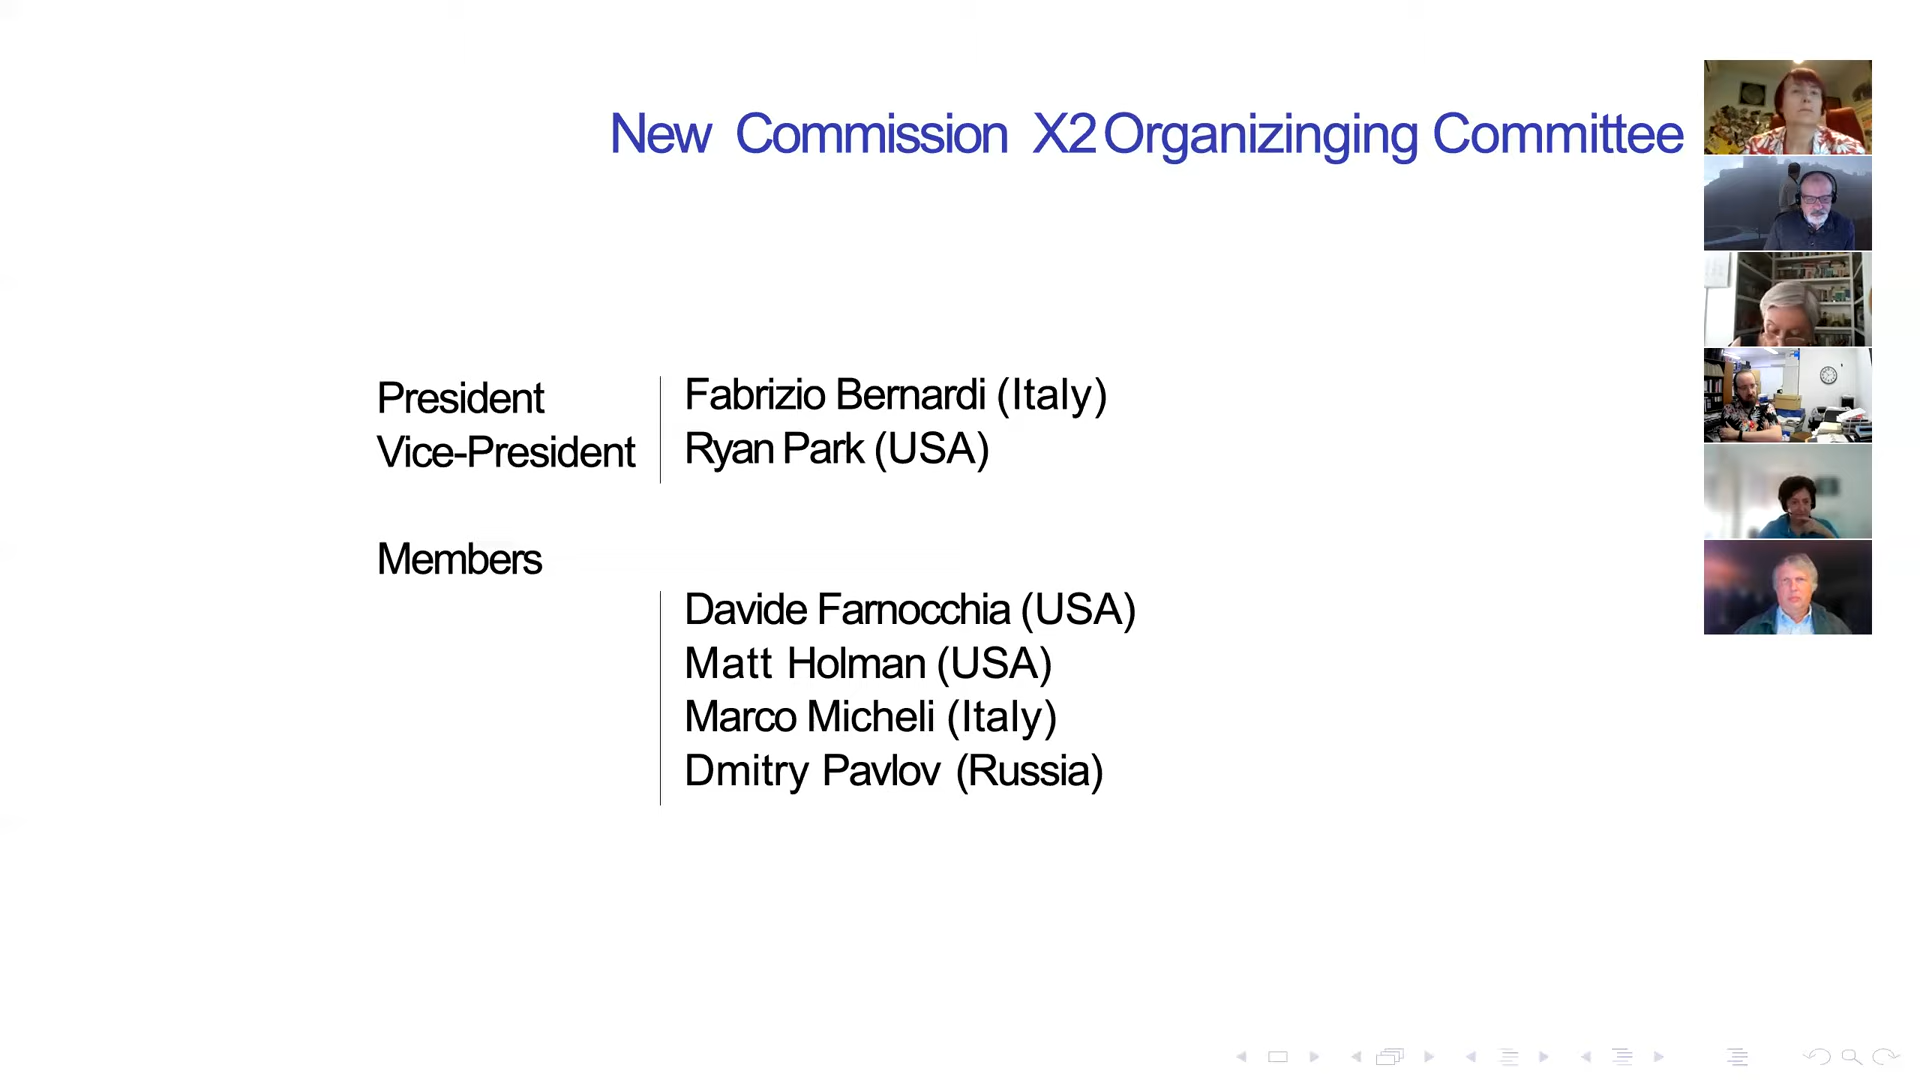 New Commission X2 Organizinging Committee
President Fabrizio Bernardi (Italy)
Vice-President Ryan Park (USA)
Members
Davide Farnocchia (USA)
Matt Holman (USA)
Marco Micheli (Italy)
Dmitry Pavlov (Russia)